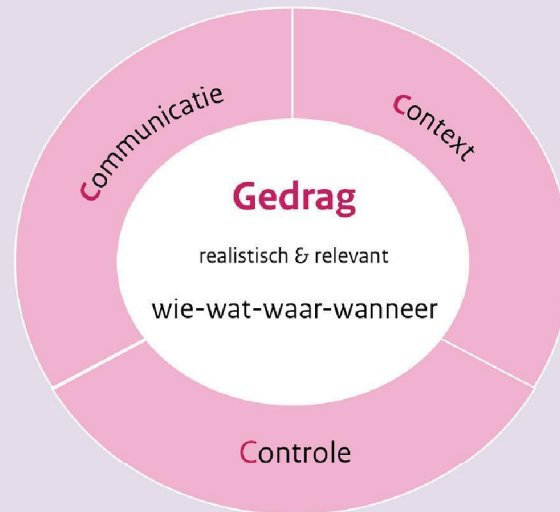 Communicatie
Context
Gedrag
realistisch & relevant
wie-wat-waar-wanneer
Controle